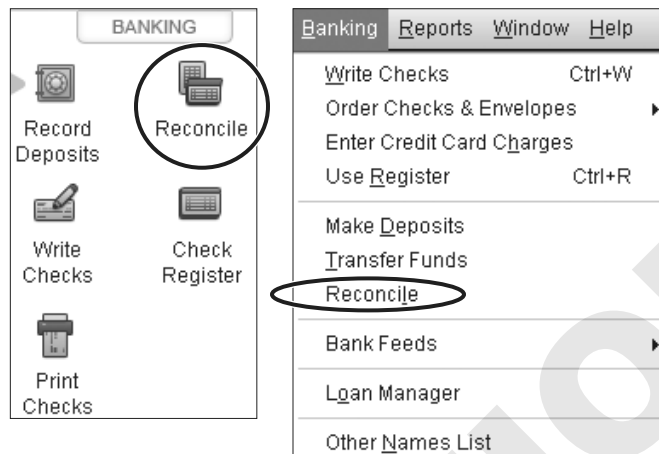 BANKING
Record
Deposits
Reconcile
Write
Checks
Check
Register
Print
Checks
Banking Reports Window Help
Write Checks Ctrl+W
Order Checks & Envelopes
Enter Credit Card Charges
Use Register Ctrl+R
Make Deposits
Transfer Funds
Reconcile
Bank Feeds
Loan Manager
Other Names List